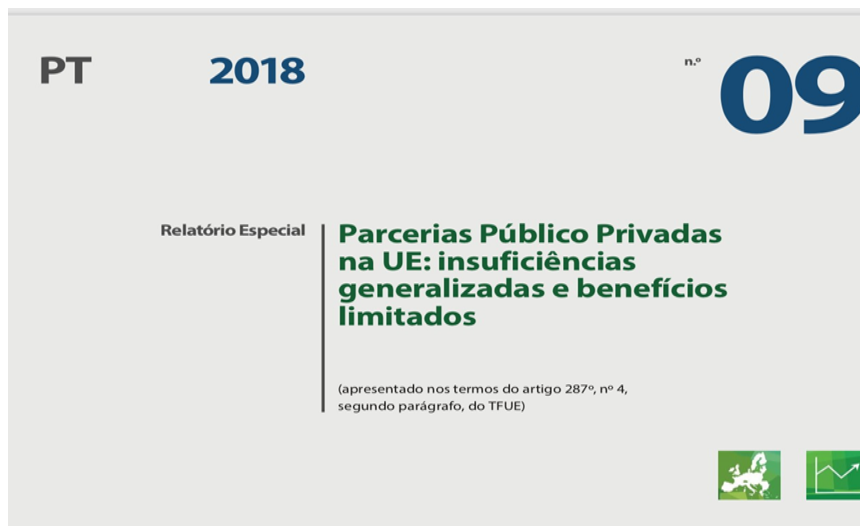 PT 2018 n.º 09
Relatório Especial
Parcerias Público Privadas
na UE: insuficiências
generalizadas e benefícios
limitados
(apresentado nos termos do artigo 287º, nº 4,
segundo parágrafo, do TFUE)